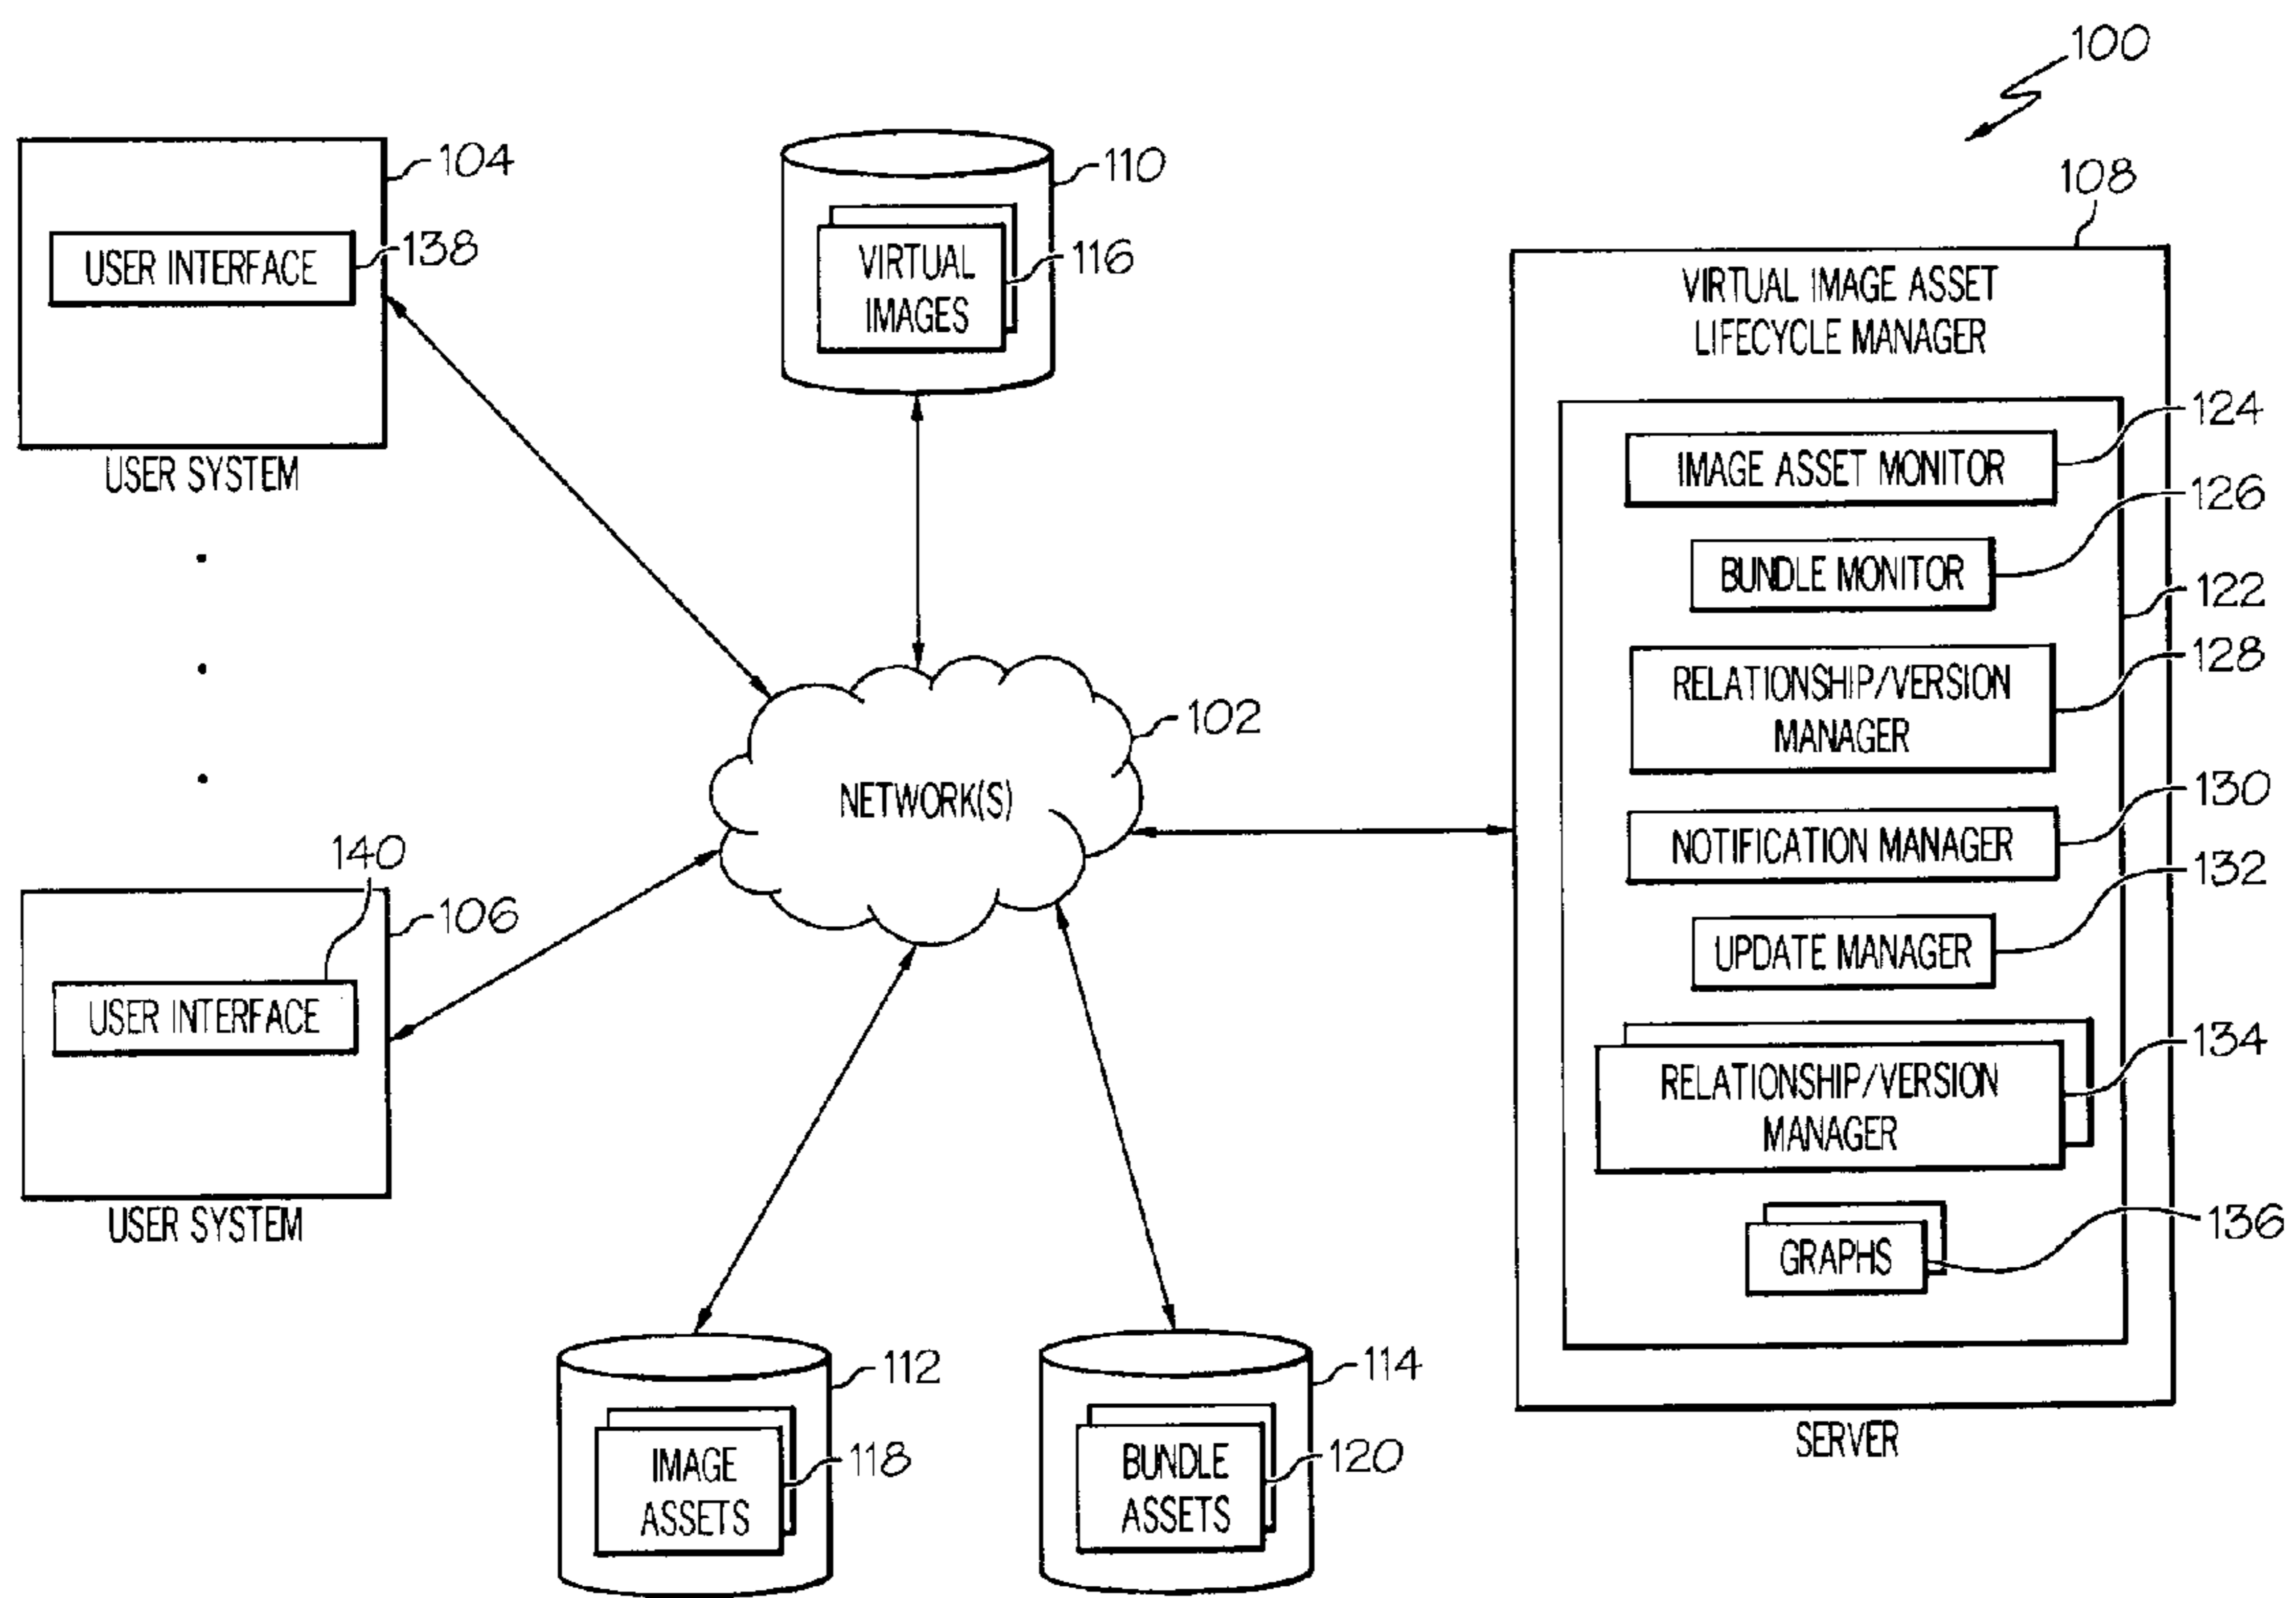 100
104
USER INTERFACE
138
USER SYSTEM
110
VIRTUAL
IMAGES
116
108
VIRTUAL IMAGE ASSET
LIFECYCLE MANAGER
IMAGE ASSET MONITOR
124
BUNDLE MONITOR
126
122
RELATIONSHIP/VERSION
MANAGER
128
NOTIFICATION MANAGER
130
UPDATE MANAGER
132
RELATIONSHIP/VERSION
MANAGER
134
GRAPHS
136
SERVER
102
NETWORK(S)
140
106
USER INTERFACE
USER SYSTEM
112
IMAGE
ASSETS
118
114
BUNDLE
ASSETS
120